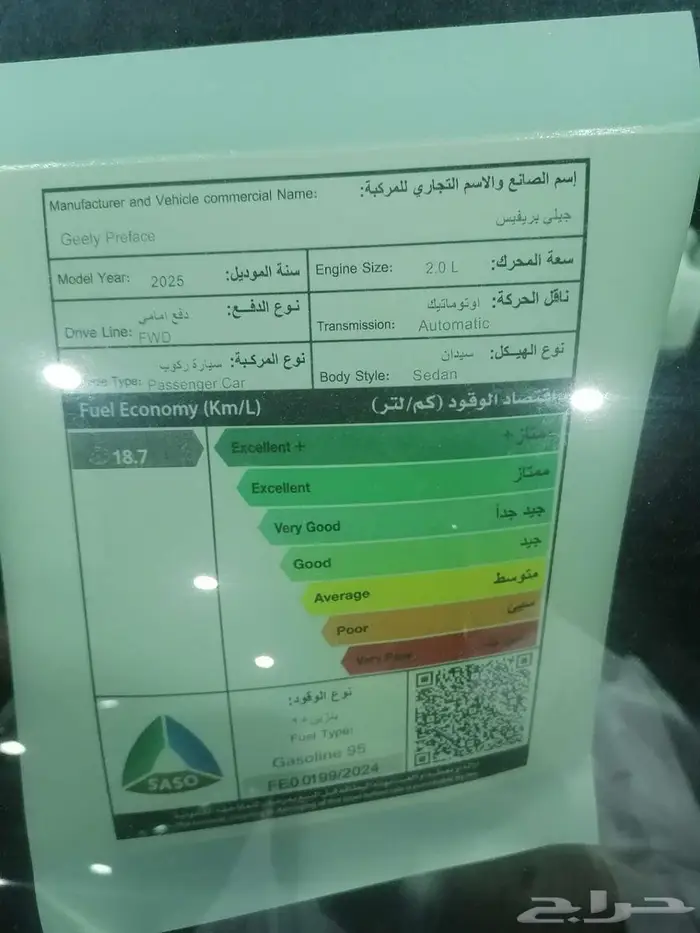 Manufacturer and Vehicle commercial Name: إسم الصانع والاسم التجاري للمركبة:
جيلي بريفيس
Geely Preface
Model Year: 2025 سنة الموديل:
Engine Size: 2.0 L سعة المحرك:
نوع الدفع: دفع امامي
Drive Line: FWD
ناقل الحركة: اوتوماتيك
Transmission: Automatic
نوع المركبة: سيارة ركوب
Type: Passenger Car
نوع الهيكل: سيدان
Body Style: Sedan
Fuel Economy (Km/L) اقتصاد الوقود (كم/لتر)
18.7
Excellent + ممتاز +
Excellent ممتاز
Very Good جيد جداً
Good جيد
Average متوسط
Poor سيئ
Very Poor
نوع الوقود:
Fuel Type:
Gasoline 95
FE00199/2024
SASO
حراج